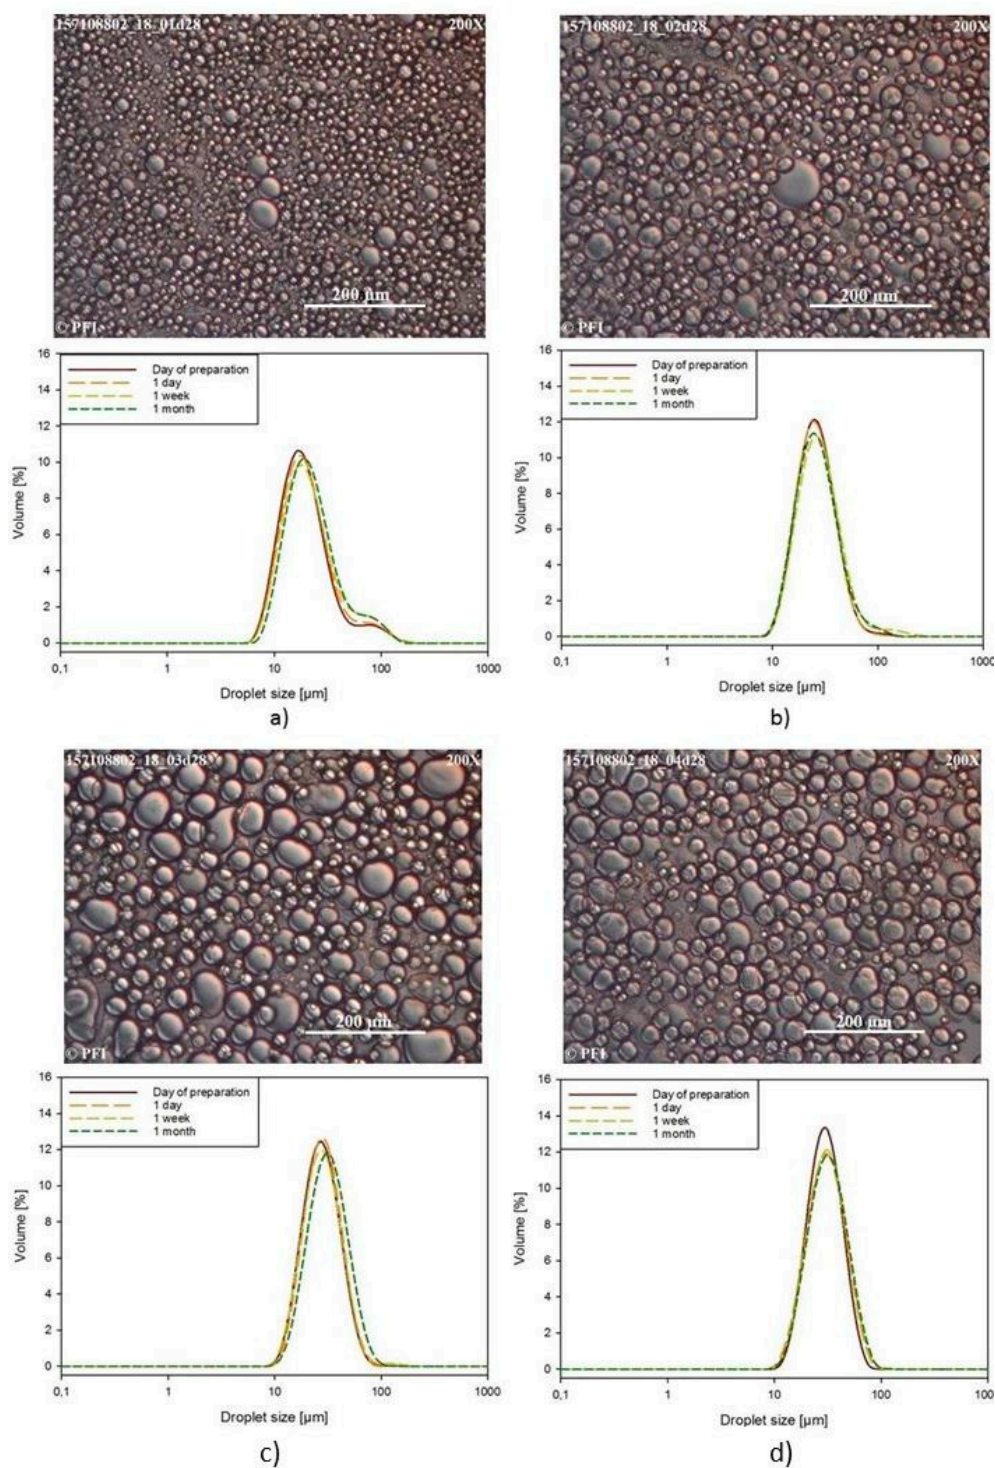 157108802_18_01d28 200X
200 µm
© PFI
16
14
12
10
8
6
4
2
0
Volume [%]
Day of preparation
1 day
1 week
1 month
0,1 1 10 100 1000
Droplet size [µm]
a)
157108802_18_02d28 200X
200 µm
© PFI
16
14
12
10
8
6
4
2
0
Volume [%]
Day of preparation
1 day
1 week
1 month
0,1 1 10 100 1000
Droplet size [µm]
b)
157108802_18_03d28 200X
200 µm
© PFI
16
14
12
10
8
6
4
2
0
Volume [%]
Day of preparation
1 day
1 week
1 month
0,1 1 10 100 1000
Droplet size [µm]
c)
157108802_18_04d28 200X
200 µm
© PFI
16
14
12
10
8
6
4
2
0
Volume [%]
Day of preparation
1 day
1 week
1 month
0,1 1 10 100
Droplet size [µm]
d)